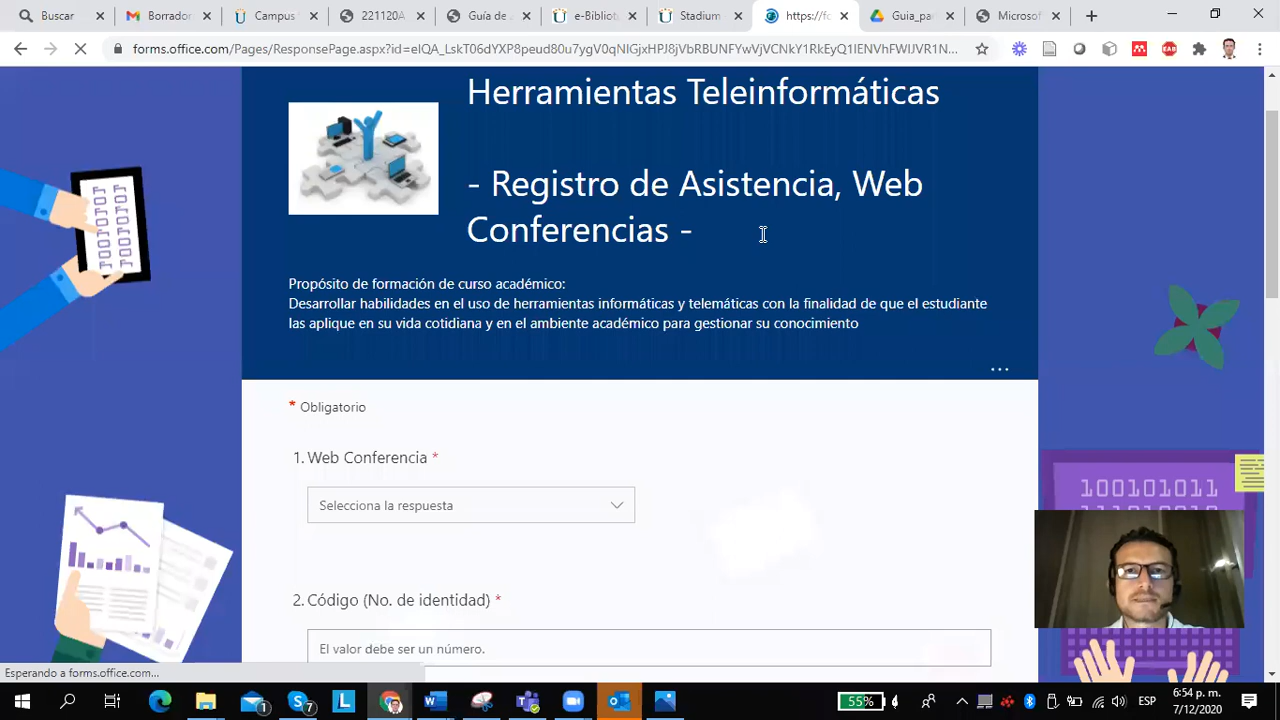 Buscar
Borrador
Campus
221120A
Guía de
e-Bibliot
Stadium
https://fo
Guia_par
Microsof
forms.office.com/Pages/ResponsePage.aspx?id=
Herramientas Teleinformáticas
- Registro de Asistencia, Web
Conferencias -
Propósito de formación de curso académico:
Desarrollar habilidades en el uso de herramientas informáticas y telemáticas con la finalidad de que el estudiante
las aplique en su vida cotidiana y en el ambiente académico para gestionar su conocimiento
* Obligatorio
1. Web Conferencia *
Selecciona la respuesta
100101011
2. Código (No. de identidad) *
El valor debe ser un número.
Esperando a forms.office.com...
55%
ESP
6:54 p. m.
7/12/2020